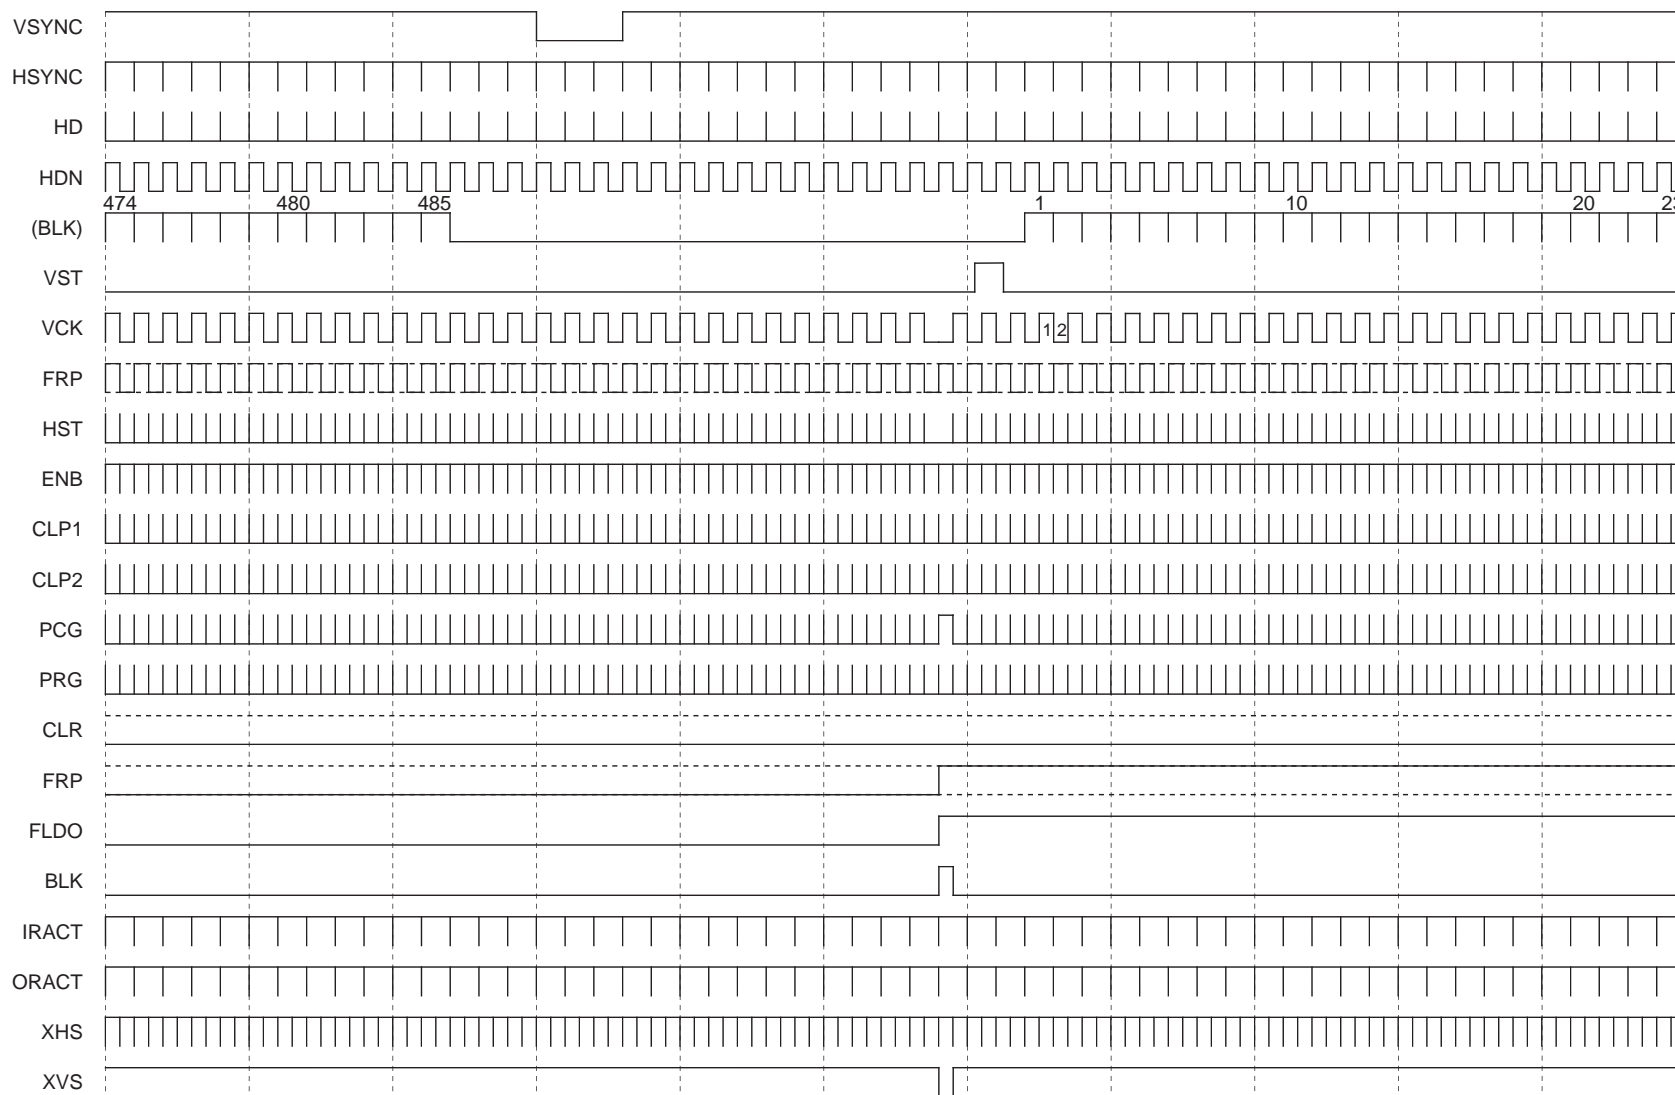 VSYNC
HSYNC
HD
HDN
474 480 485 1 10 20 23
(BLK)
VST
VCK 1 2
FRP
HST
ENB
CLP1
CLP2
PCG
PRG
CLR
FRP
FLDO
BLK
IRACT
ORACT
XHS
XVS